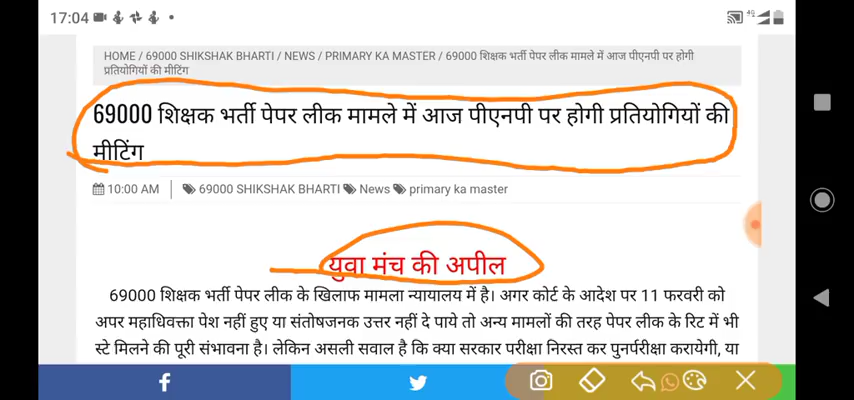 17:04
4G
HOME / 69000 SHIKSHAK BHARTI / NEWS / PRIMARY KA MASTER / 69000 शिक्षक भर्ती पेपर लीक मामले में आज पीएनपी पर होगी
प्रतियोगियों की मीटिंग
69000 शिक्षक भर्ती पेपर लीक मामले में आज पीएनपी पर होगी प्रतियोगियों की
मीटिंग
10:00 AM 69000 SHIKSHAK BHARTI News primary ka master
युवा मंच की अपील
69000 शिक्षक भर्ती पेपर लीक के खिलाफ मामला न्यायालय में है। अगर कोर्ट के आदेश पर 11 फरवरी को
अपर महाधिवक्ता पेश नहीं हुए या संतोषजनक उत्तर नहीं दे पाये तो अन्य मामलों की तरह पेपर लीक के रिट में भी
स्टे मिलने की पूरी संभावना है। लेकिन असली सवाल है कि क्या सरकार परीक्षा निरस्त कर पुनर्परीक्षा करायेगी, या